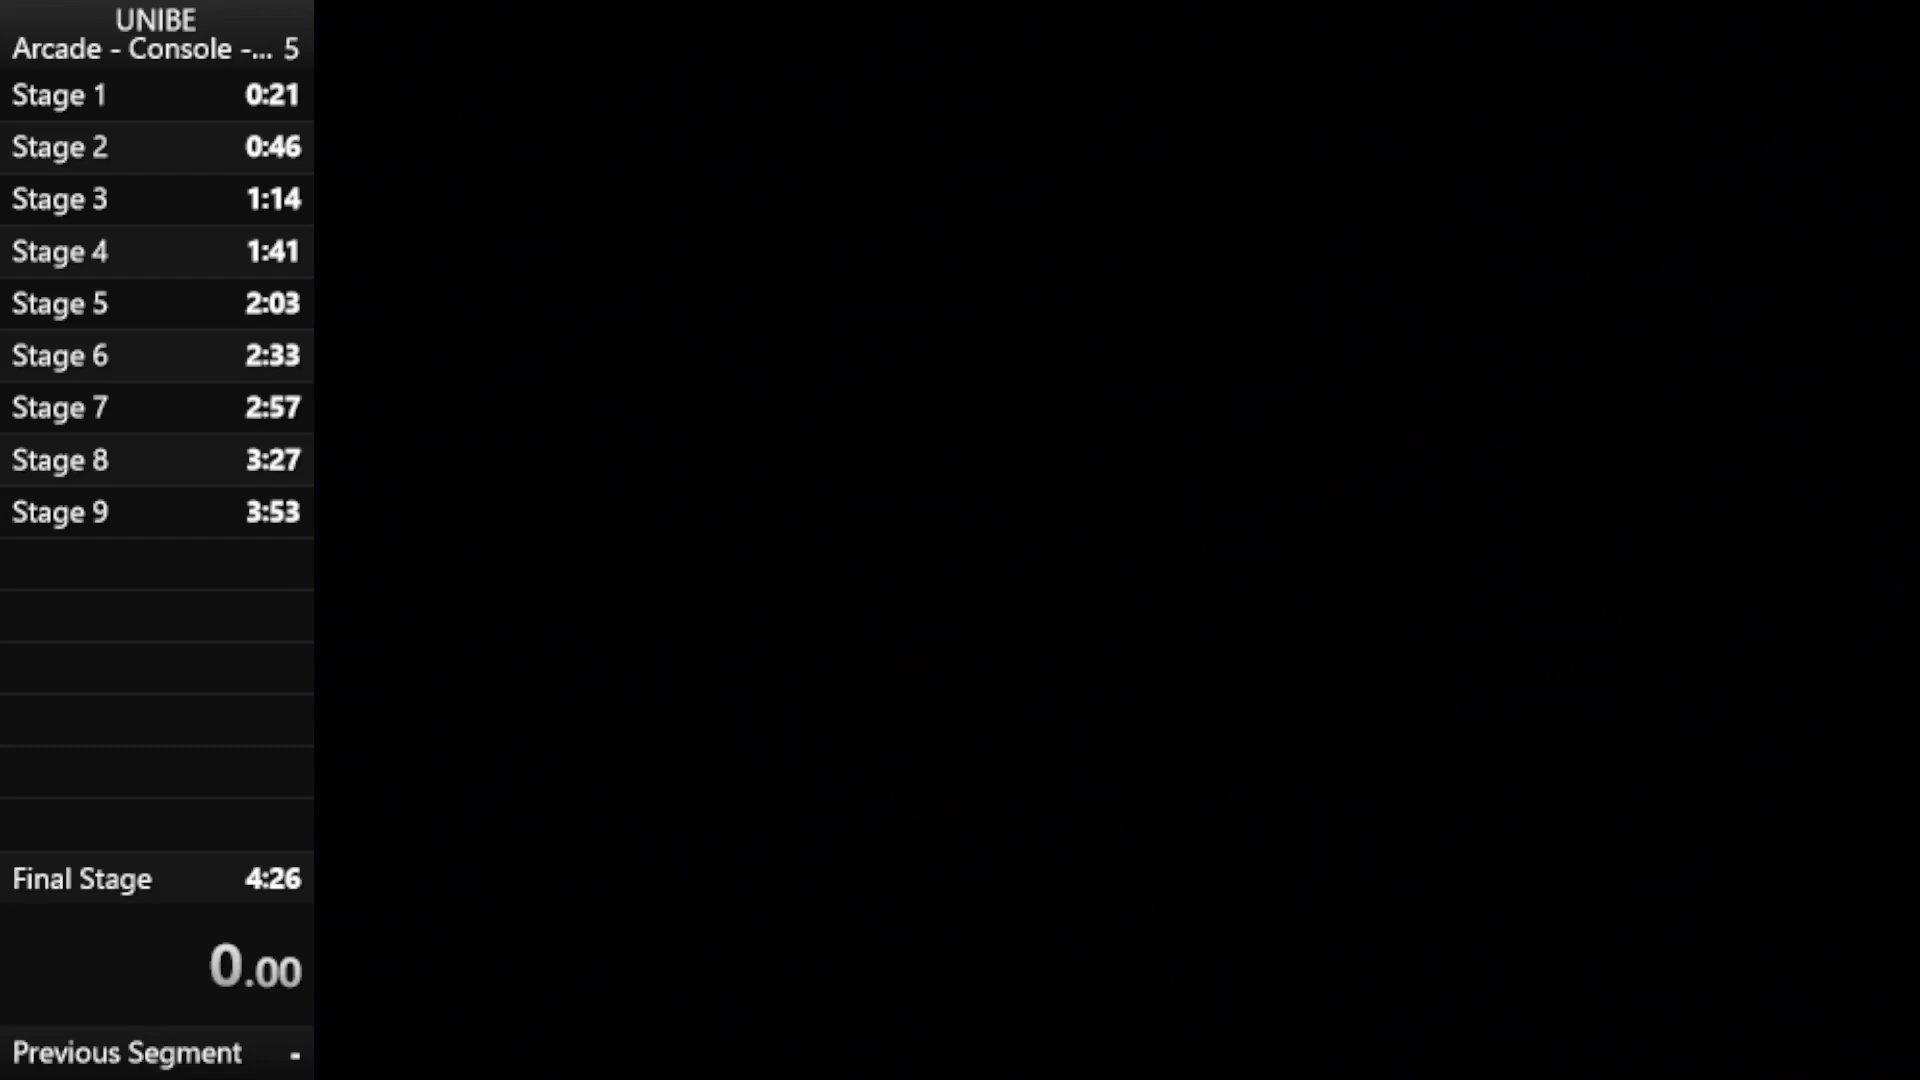 UNIBE
Arcade - Console -... 5
Stage 1 0:21
Stage 2 0:46
Stage 3 1:14
Stage 4 1:41
Stage 5 2:03
Stage 6 2:33
Stage 7 2:57
Stage 8 3:27
Stage 9 3:53
Final Stage 4:26
0.00
Previous Segment -